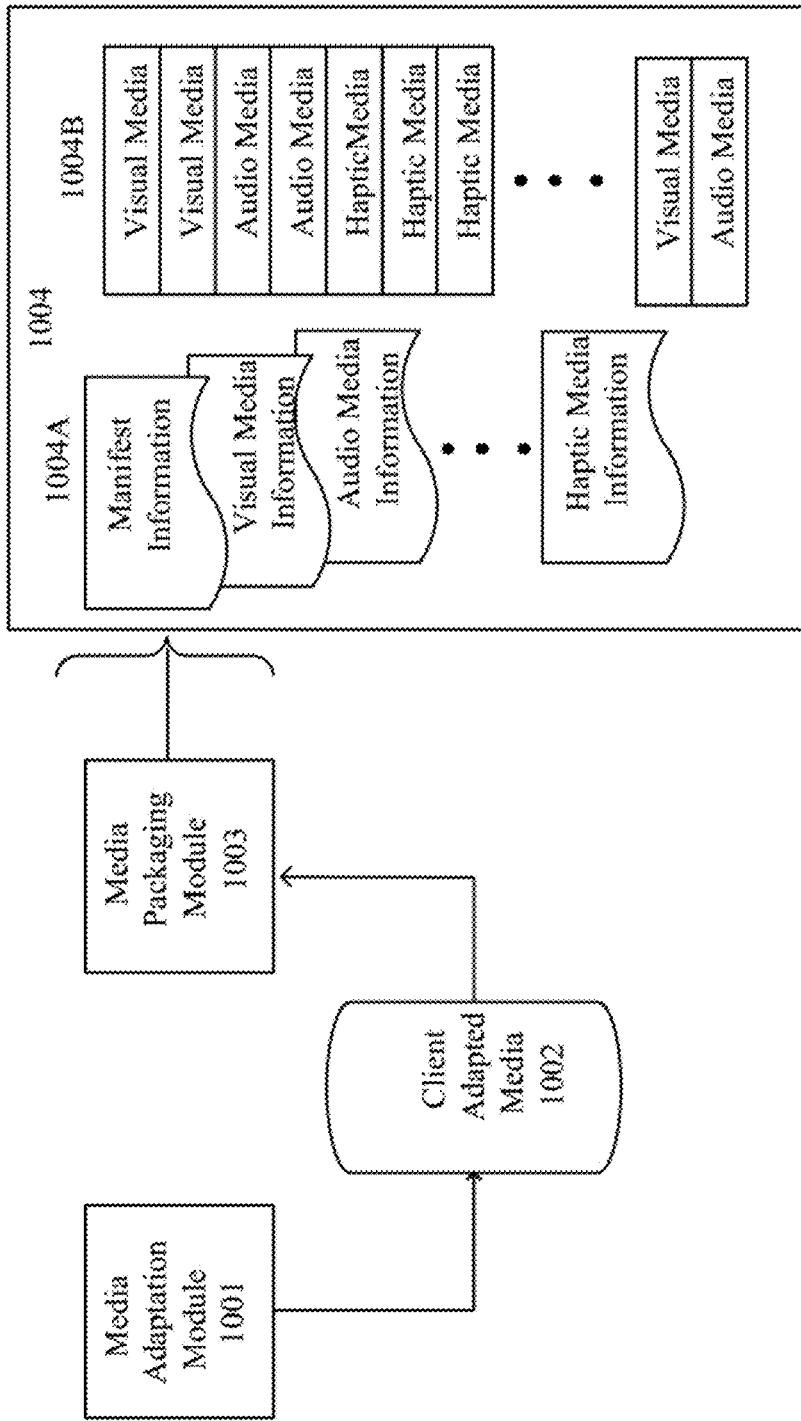 Media
Adaptation
Module
1001
Client
Adapted
Media
1002
Media
Packaging
Module
1003
1004
1004A
Manifest
Information
Visual Media
Information
Audio Media
Information
Haptic Media
Information
1004B
Visual Media
Visual Media
Audio Media
Audio Media
HapticMedia
Haptic Media
Haptic Media
Visual Media
Audio Media